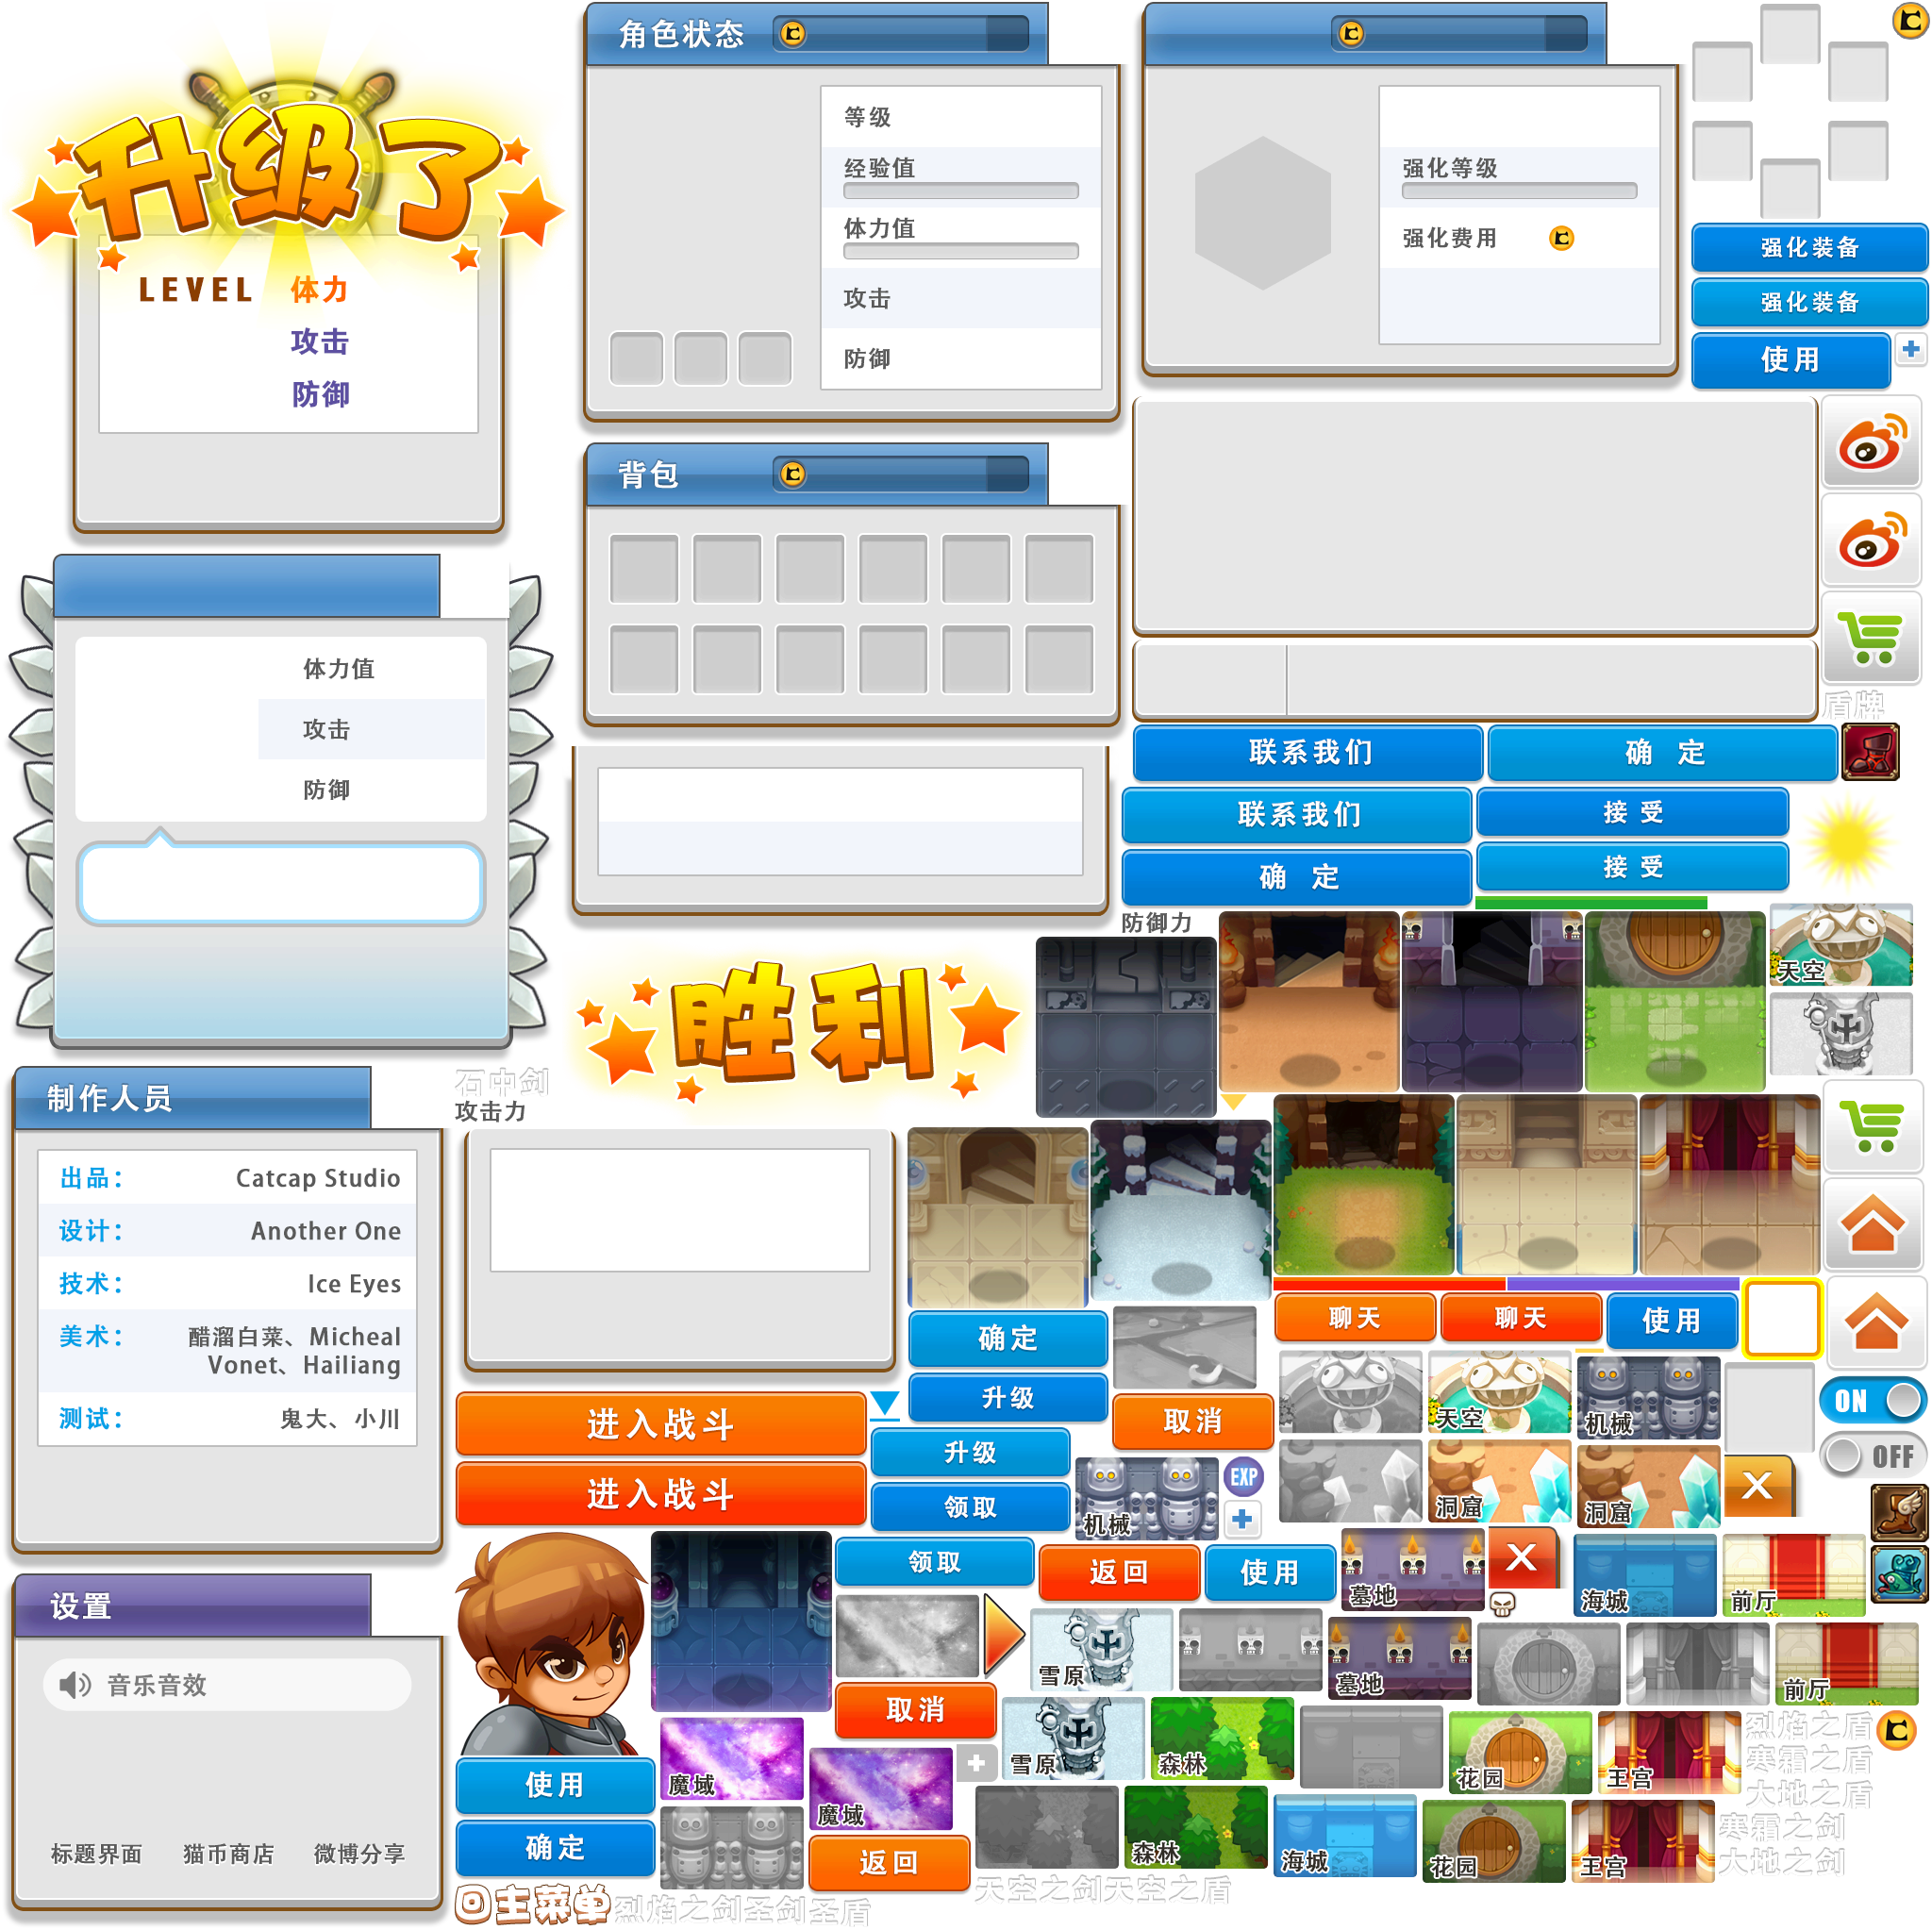 升级了
LEVEL 体力
攻击
防御
角色状态
等级
经验值
体力值
攻击
防御
强化等级
强化费用
强化装备
强化装备
使用
背包
体力值
攻击
防御
盾牌
联系我们
确 定
联系我们
接 受
确 定
接 受
防御力
天空
胜利
石中剑
攻击力
制作人员
出品： Catcap Studio
设计： Another One
技术： Ice Eyes
美术： 醋溜白菜、Micheal
Vonet、Hailiang
测试： 鬼大、小川
确定
升级
聊天
聊天
使用
进入战斗
取消
天空
机械
ON
升级
OFF
进入战斗
领取
机械
EXP
洞窟
洞窟
领取
返回
使用
墓地
海城
前厅
设置
音乐音效
雪原
墓地
前厅
取消
雪原
森林
花园
王宫
烈焰之盾
寒霜之盾
大地之盾
使用
魔域
魔域
确定
返回
森林
海城
花园
王宫
寒霜之剑
大地之剑
标题界面
猫币商店
微博分享
回主菜单
烈焰之剑
圣剑
圣盾
天空之剑
天空之盾